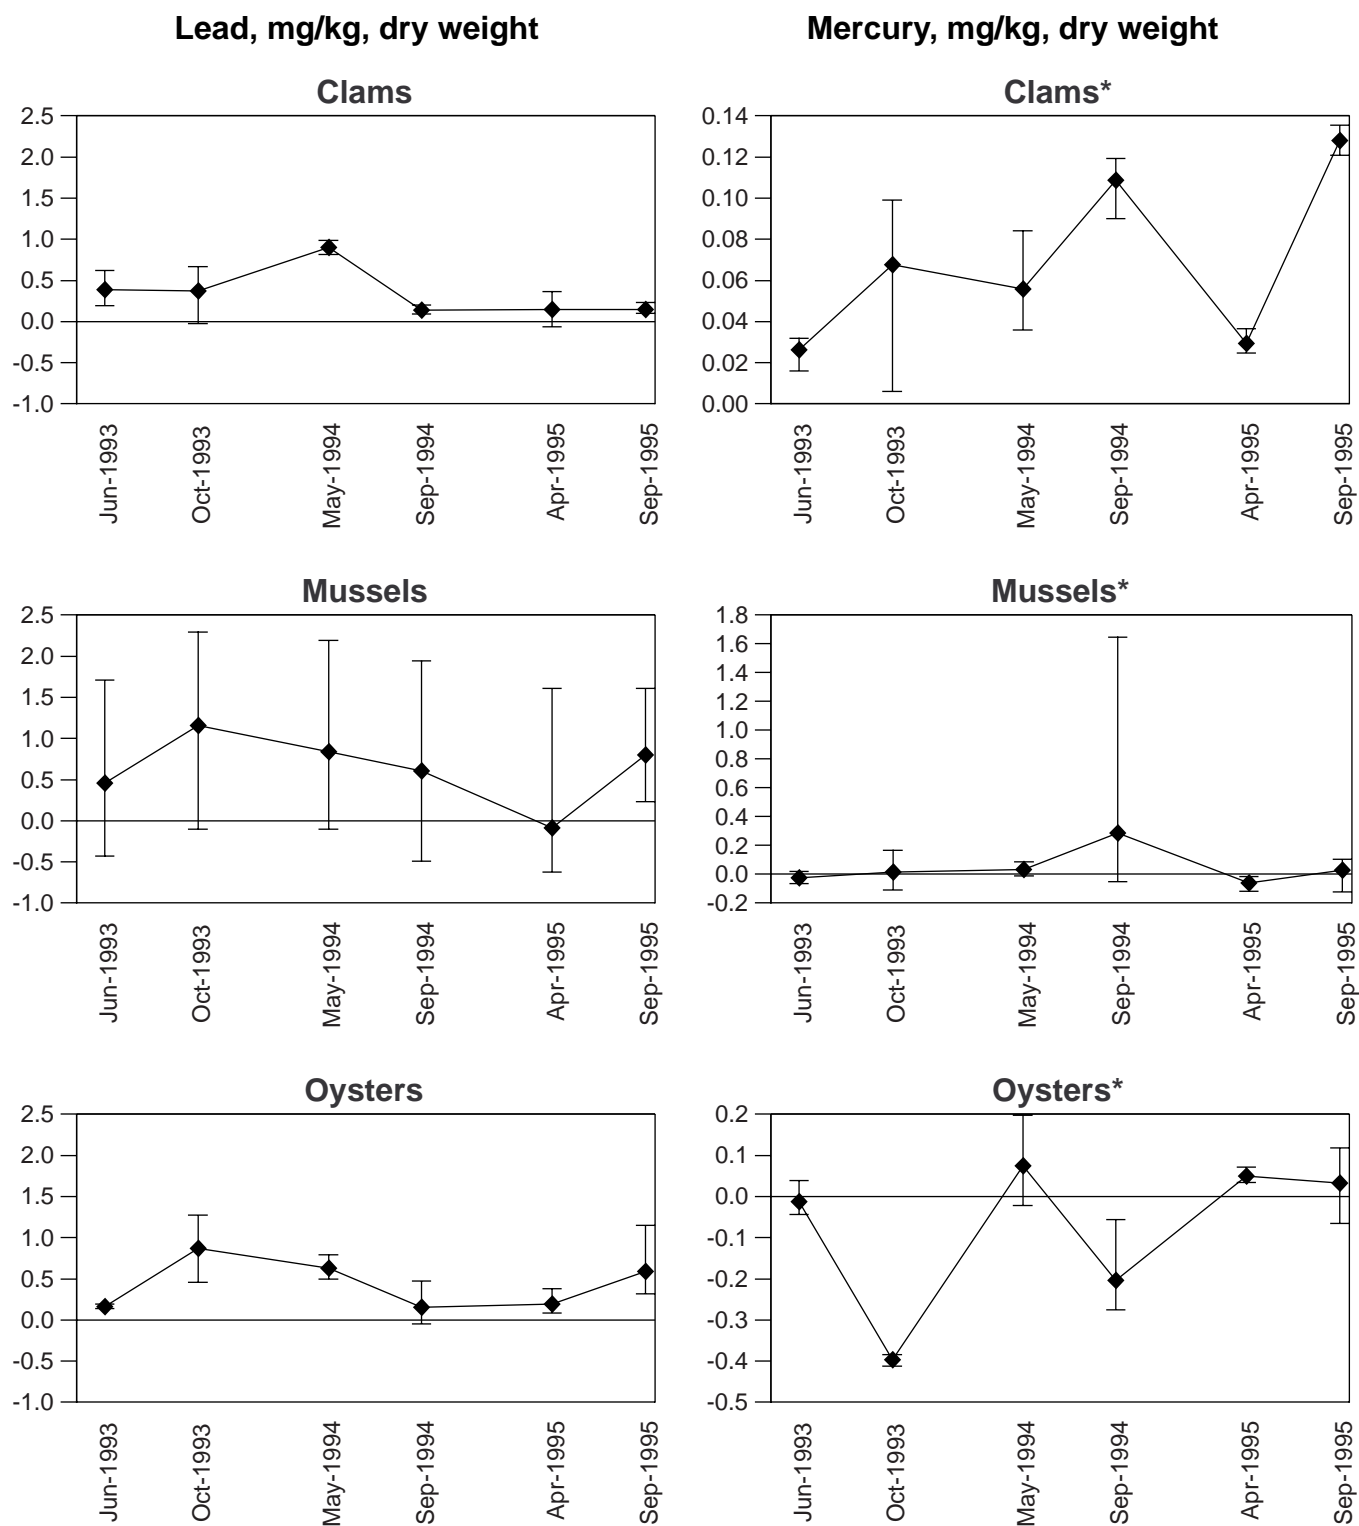 Lead, mg/kg, dry weight
Mercury, mg/kg, dry weight
Clams
2.5
2.0
1.5
1.0
0.5
0.0
-0.5
-1.0
Jun-1993
Oct-1993
May-1994
Sep-1994
Apr-1995
Sep-1995
Clams*
0.14
0.12
0.10
0.08
0.06
0.04
0.02
0.00
Jun-1993
Oct-1993
May-1994
Sep-1994
Apr-1995
Sep-1995
Mussels
2.5
2.0
1.5
1.0
0.5
0.0
-0.5
-1.0
Jun-1993
Oct-1993
May-1994
Sep-1994
Apr-1995
Sep-1995
Mussels*
1.8
1.6
1.4
1.2
1.0
0.8
0.6
0.4
0.2
0.0
-0.2
Jun-1993
Oct-1993
May-1994
Sep-1994
Apr-1995
Sep-1995
Oysters
2.5
2.0
1.5
1.0
0.5
0.0
-0.5
-1.0
Jun-1993
Oct-1993
May-1994
Sep-1994
Apr-1995
Sep-1995
Oysters*
0.2
0.1
0.0
-0.1
-0.2
-0.3
-0.4
-0.5
Jun-1993
Oct-1993
May-1994
Sep-1994
Apr-1995
Sep-1995